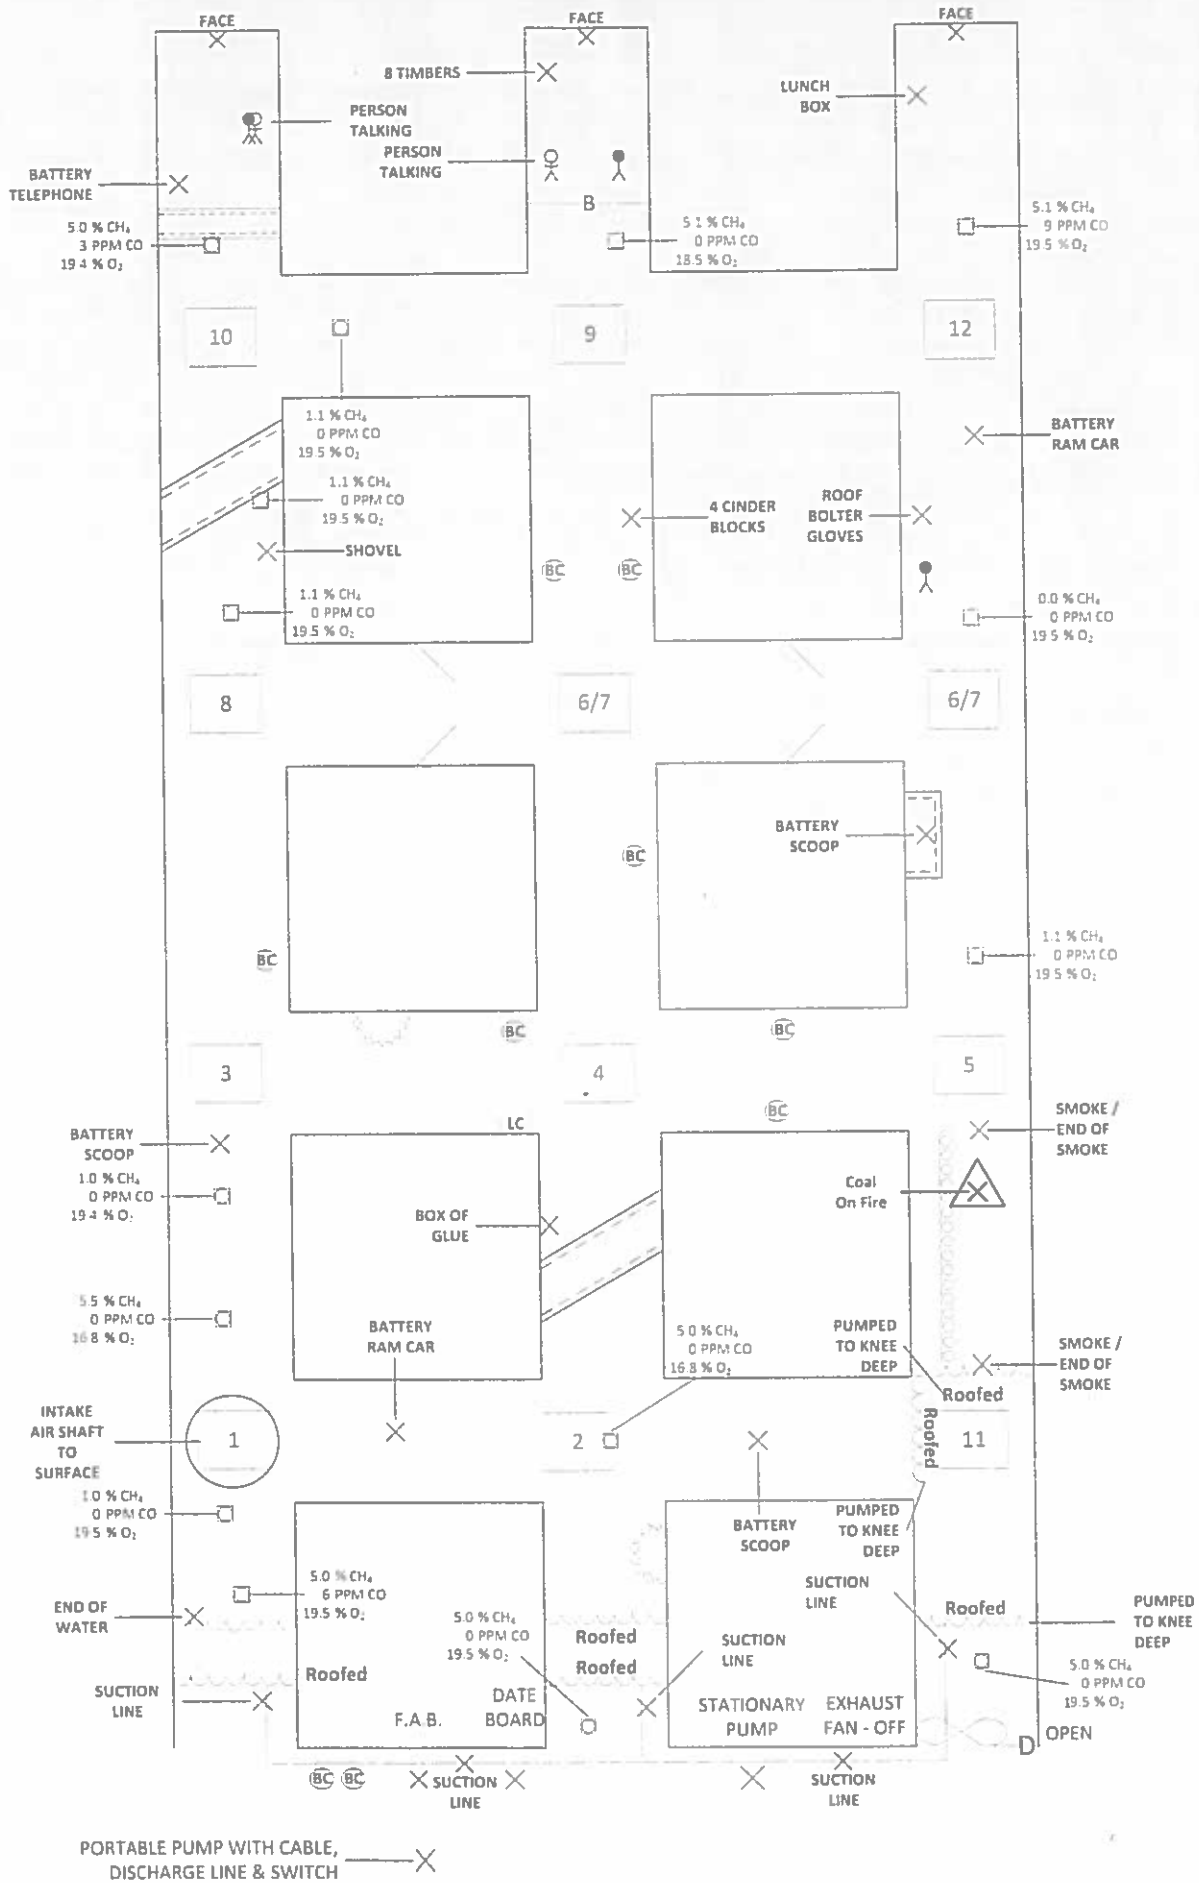 FACE
FACE
FACE
8 TIMBERS
LUNCH
BOX
PERSON
TALKING
PERSON
TALKING
BATTERY
TELEPHONE
B
5.0 % CH₄
3 PPM CO
19.4 % O₂
5.1 % CH₄
0 PPM CO
18.5 % O₂
5.1 % CH₄
9 PPM CO
19.5 % O₂
10
9
12
1.1 % CH₄
0 PPM CO
19.5 % O₂
BATTERY
RAM CAR
1.1 % CH₄
0 PPM CO
19.5 % O₂
4 CINDER
BLOCKS
ROOF
BOLTER
GLOVES
SHOVEL
BC
BC
1.1 % CH₄
0 PPM CO
19.5 % O₂
0.0 % CH₄
0 PPM CO
19.5 % O₂
8
6/7
6/7
BATTERY
SCOOP
BC
BC
1.1 % CH₄
0 PPM CO
19.5 % O₂
BC
BC
3
4
5
BC
LC
SMOKE /
END OF
SMOKE
BATTERY
SCOOP
1.0 % CH₄
0 PPM CO
19.4 % O₂
Coal
On Fire
BOX OF
GLUE
5.5 % CH₄
0 PPM CO
16.8 % O₂
BATTERY
RAM CAR
5.0 % CH₄
0 PPM CO
16.8 % O₂
PUMPED
TO KNEE
DEEP
SMOKE /
END OF
SMOKE
Roofed
INTAKE
AIR SHAFT
TO
SURFACE
1
2
Roofed
11
1.0 % CH₄
0 PPM CO
19.5 % O₂
BATTERY
SCOOP
PUMPED
TO KNEE
DEEP
5.0 % CH₄
6 PPM CO
19.5 % O₂
SUCTION
LINE
END OF
WATER
5.0 % CH₄
0 PPM CO
19.5 % O₂
Roofed
Roofed
Roofed
PUMPED
TO KNEE
DEEP
Roofed
SUCTION
LINE
SUCTION
LINE
5.0 % CH₄
0 PPM CO
19.5 % O₂
F.A.B.
DATE
BOARD
STATIONARY
PUMP
EXHAUST
FAN - OFF
D
OPEN
BC
BC
SUCTION
LINE
SUCTION
LINE
PORTABLE PUMP WITH CABLE,
DISCHARGE LINE & SWITCH